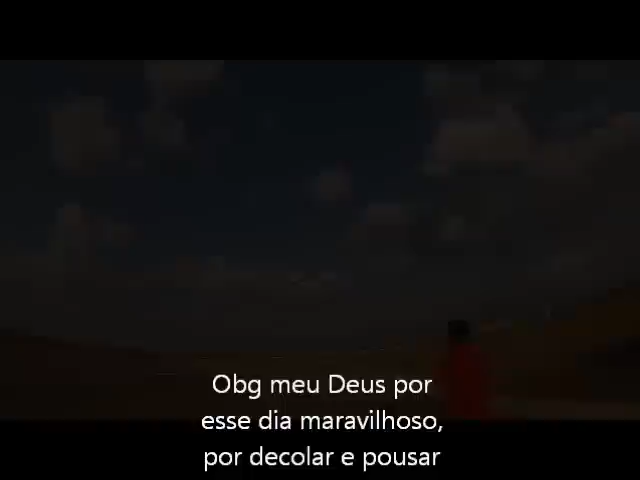 Obg meu Deus por
esse dia maravilhoso,
por decolar e pousar